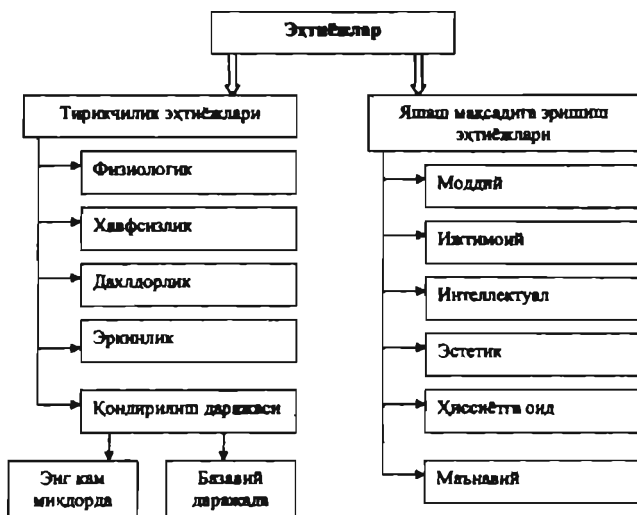 Эҳтиёжлар
Тирикчилик эҳтиёжлари
Физиологик
Хавфсизлик
Дахлдорлик
Эркинлик
Қондирилиш даражаси
Энг кам
миқдорда
Базавий
даражада
Яшаш мақсадига эришиш
эҳтиёжлари
Моддий
Ижтимоий
Интеллектуал
Эстетик
Ҳиссиётга оид
Маънавий